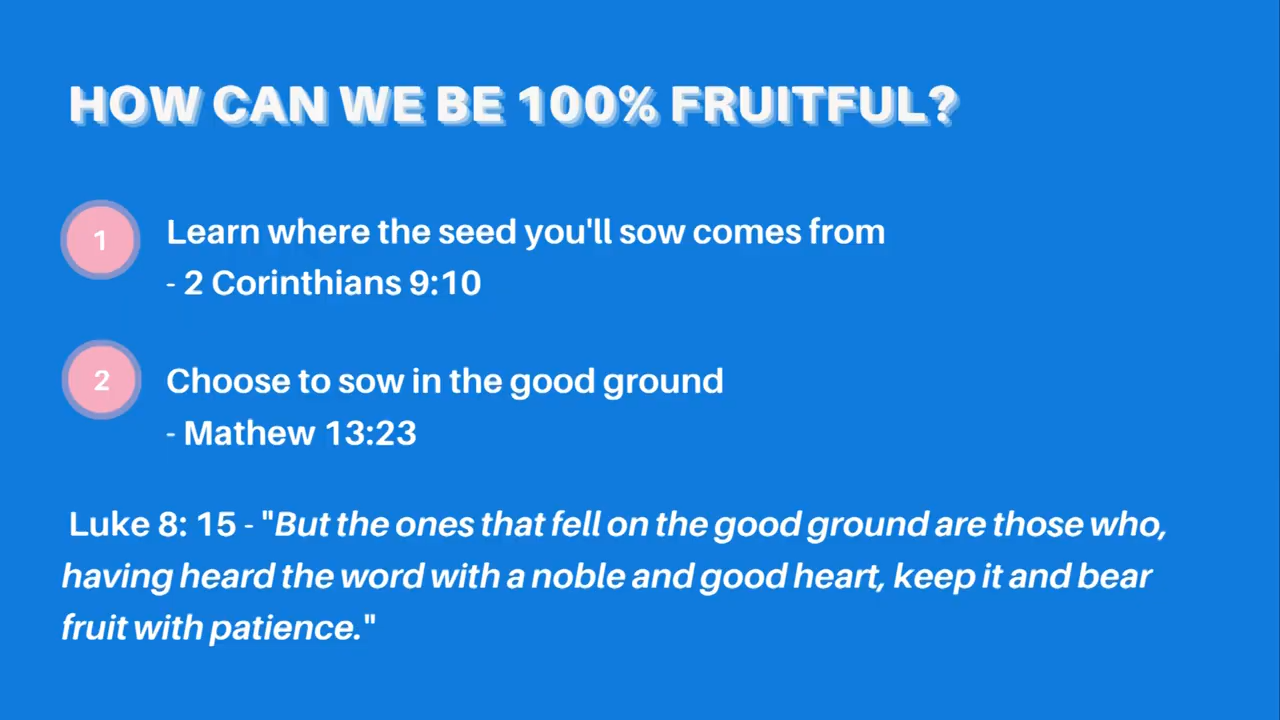 HOW CAN WE BE 100% FRUITFUL?
1
Learn where the seed you'll sow comes from
- 2 Corinthians 9:10
2
Choose to sow in the good ground
- Mathew 13:23
Luke 8: 15 - "But the ones that fell on the good ground are those who,
having heard the word with a noble and good heart, keep it and bear
fruit with patience."